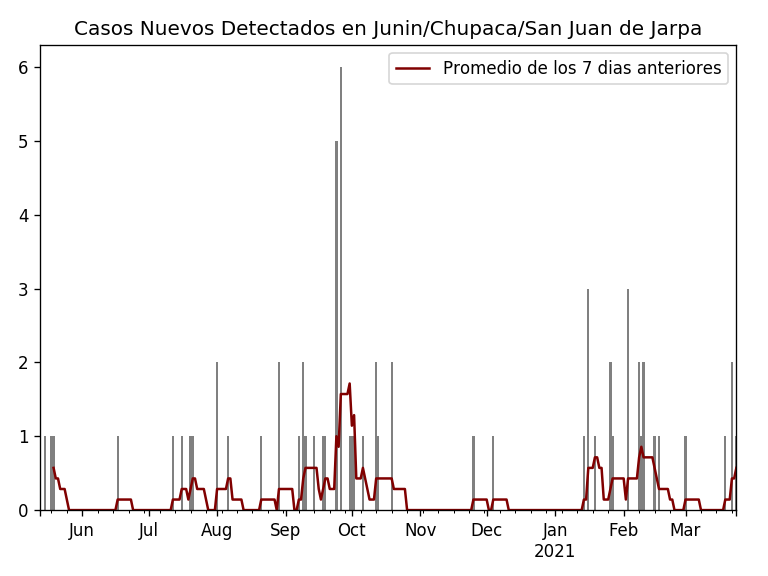 Casos Nuevos Detectados en Junin/Chupaca/San Juan de Jarpa
Promedio de los 7 dias anteriores
6
5
4
3
2
1
0
Jun Jul Aug Sep Oct Nov Dec Jan Feb Mar
2021